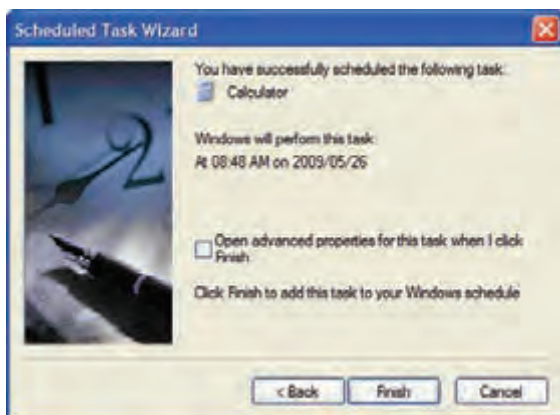 Scheduled Task Wizard
You have successfully scheduled the following task:
Calculator
Windows will perform this task:
At 08:48 AM on 2009/05/26
Open advanced properties for this task when I click
Finish.
Click Finish to add this task to your Windows schedule
< Back Finish Cancel
2